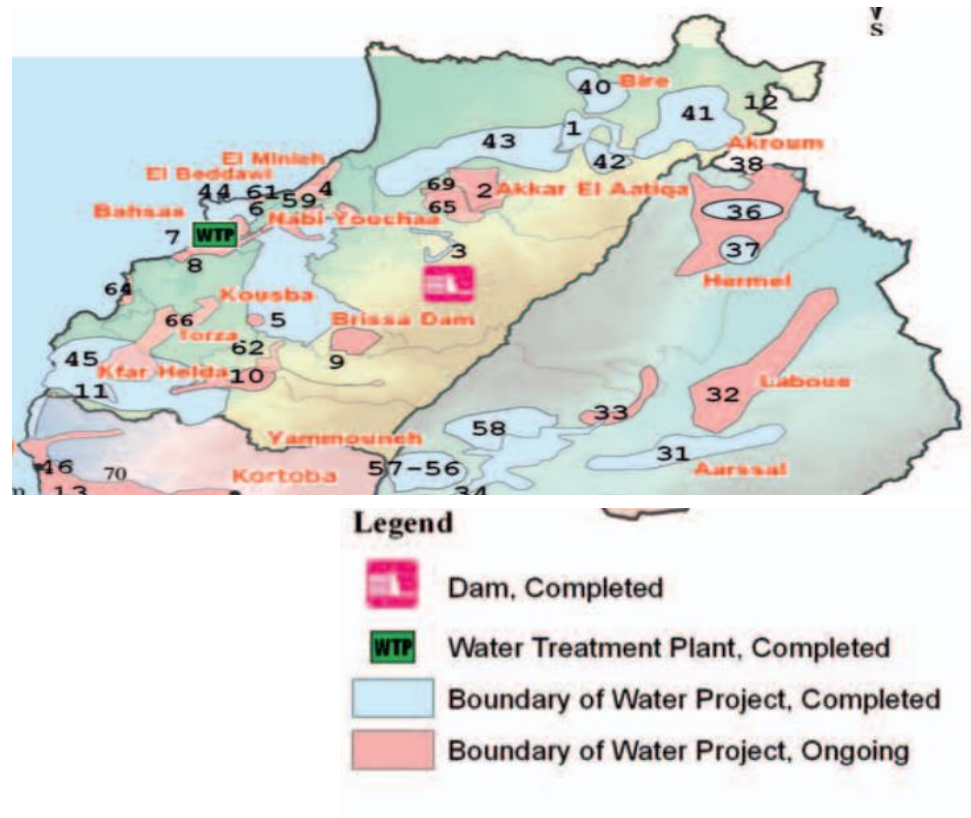 S
40 Bire
41
12
1
43
42
Akroum
38
El Minieh
El Beddawi
44 61 59 4
6
69 2 Akkar El Aatiqa
65
36
Bahsas
Nabi Youchaa
7 WTP
8
3
37
Hermel
64
Kousba
66
5
Brissa Dam
Torza
62
45
9
Kfar Helda 10
11
32 Laboue
33
58
Yammouneh
31
57-56
Aarssal
46
70
Kortoba
13
34
Legend
Dam, Completed
WTP Water Treatment Plant, Completed
Boundary of Water Project, Completed
Boundary of Water Project, Ongoing